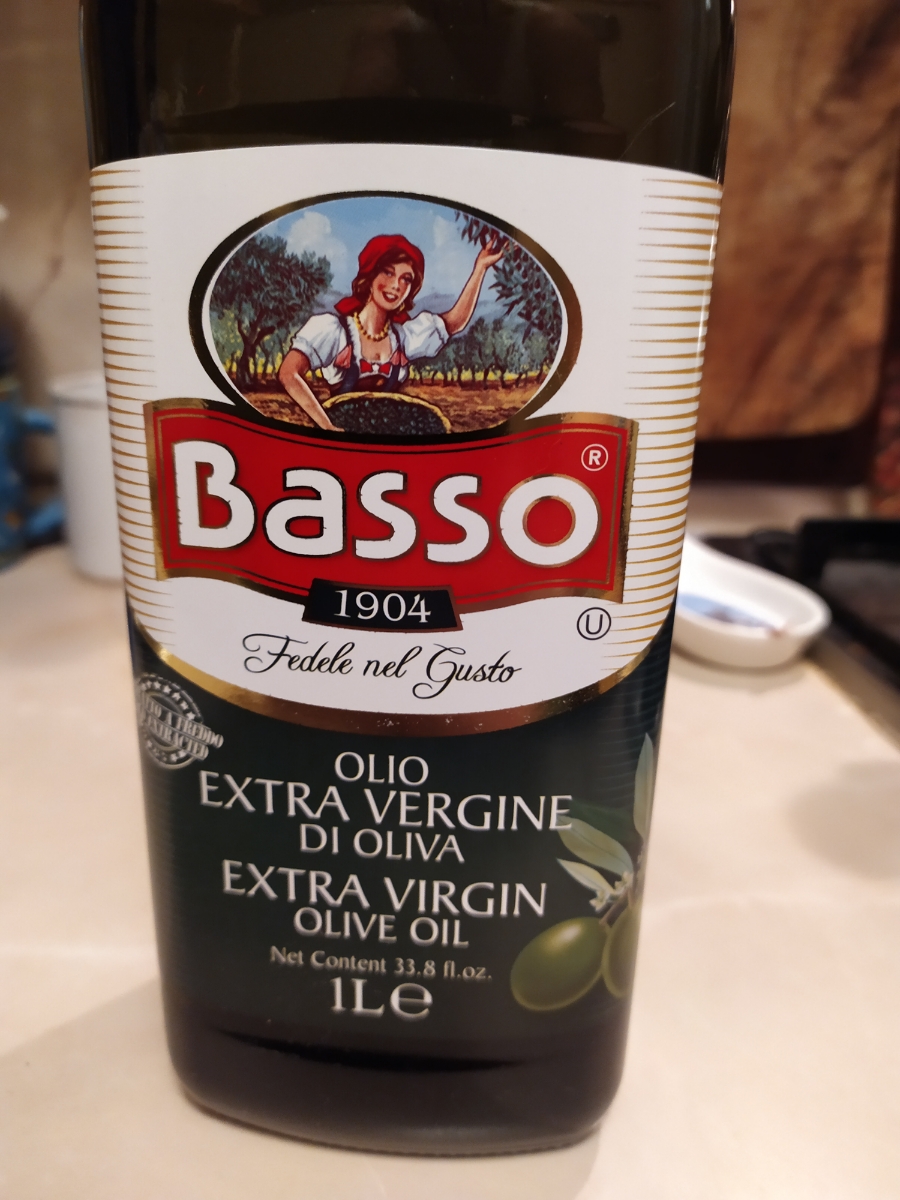 Basso®
1904
Ⓤ
Fedele nel Gusto
A FREDDO
OLIO
EXTRA VERGINE
DI OLIVA
EXTRA VIRGIN
OLIVE OIL
Net Content 33.8 fl.oz.
1L e